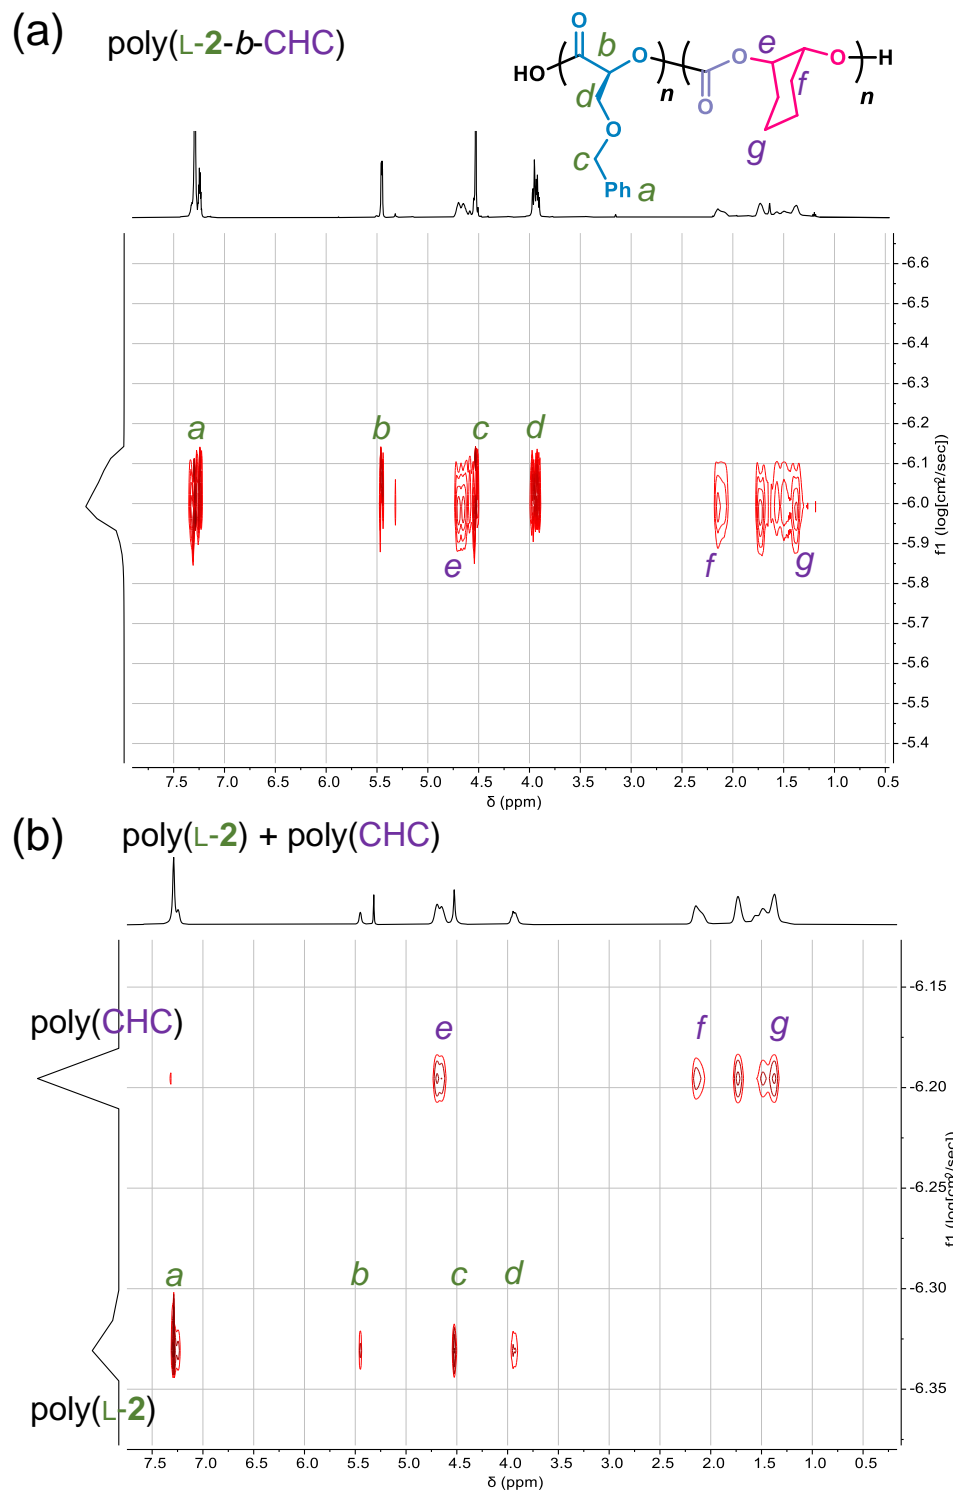 (a)
poly(L-2-b-CHC)
HO
O
b
O
n
d
O
c
Ph
a
O
O
e
f
g
O
H
n
a
b
c
d
e
f
g
-6.6
-6.5
-6.4
-6.3
-6.2
-6.1
-6.0
-5.9
-5.8
-5.7
-5.6
-5.5
-5.4
f1 (log[cm2/sec])
7.5 7.0 6.5 6.0 5.5 5.0 4.5 4.0 3.5 3.0 2.5 2.0 1.5 1.0 0.5
δ (ppm)
(b)
poly(L-2) + poly(CHC)
poly(CHC)
e
f
g
a
b
c
d
poly(L-2)
-6.15
-6.20
-6.25
-6.30
-6.35
f1 (log[cm2/sec])
7.5 7.0 6.5 6.0 5.5 5.0 4.5 4.0 3.5 3.0 2.5 2.0 1.5 1.0 0.5
δ (ppm)